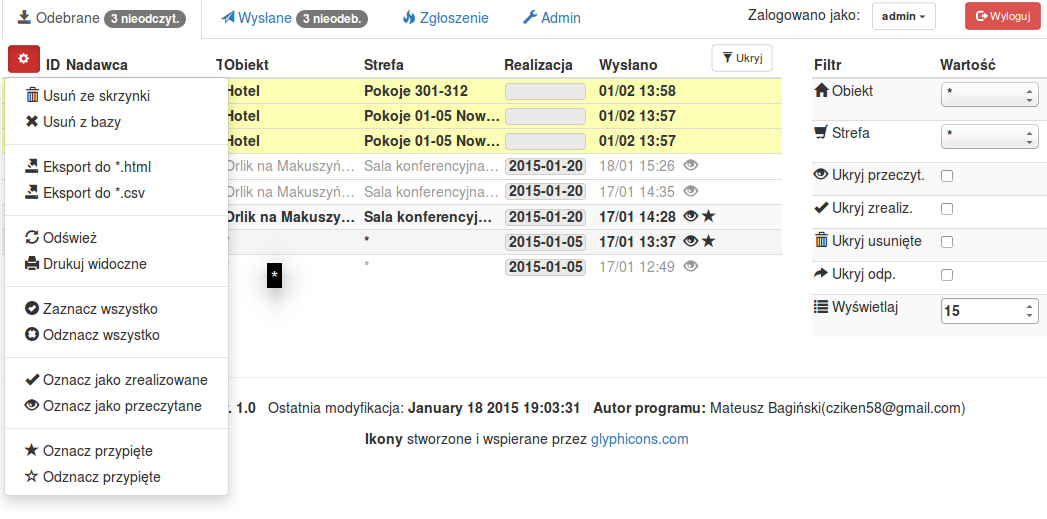 Odebrane 3 nieodczyt. Wysłane 3 nieodeb. Zgłoszenie Admin Zalogowano jako: admin Wyloguj
ID Nadawca Obiekt Strefa Realizacja Wysłano Ukryj Filtr Wartość
Usuń ze skrzynki
Usuń z bazy
Eksport do *.html
Eksport do *.csv
Odśwież
Drukuj widoczne
Zaznacz wszystko
Odznacz wszystko
Oznacz jako zrealizowane
Oznacz jako przeczytane
Oznacz przypięte
Odznacz przypięte
Hotel Pokoje 301-312 01/02 13:58
Hotel Pokoje 01-05 Now... 01/02 13:57
Hotel Pokoje 01-05 Now... 01/02 13:57
Orlik na Makuszyń... Sala konferencyjna... 2015-01-20 18/01 15:26
Orlik na Makuszyń... Sala konferencyjna... 2015-01-20 17/01 14:35
Orlik na Makuszy... Sala konferencyj... 2015-01-20 17/01 14:28
* 2015-01-05 17/01 13:37
* 2015-01-05 17/01 12:49
*
Obiekt *
Strefa *
Ukryj przeczyt.
Ukryj zrealiz.
Ukryj usunięte
Ukryj odp.
Wyświetlaj 15
. 1.0 Ostatnia modyfikacja: January 18 2015 19:03:31 Autor programu: Mateusz Bagiński(cziken58@gmail.com)
Ikony stworzone i wspierane przez glyphicons.com